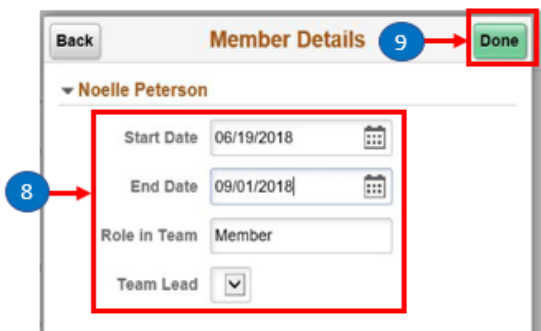 Back Member Details 9 Done
Noelle Peterson
Start Date 06/19/2018
8 End Date 09/01/2018
Role in Team Member
Team Lead